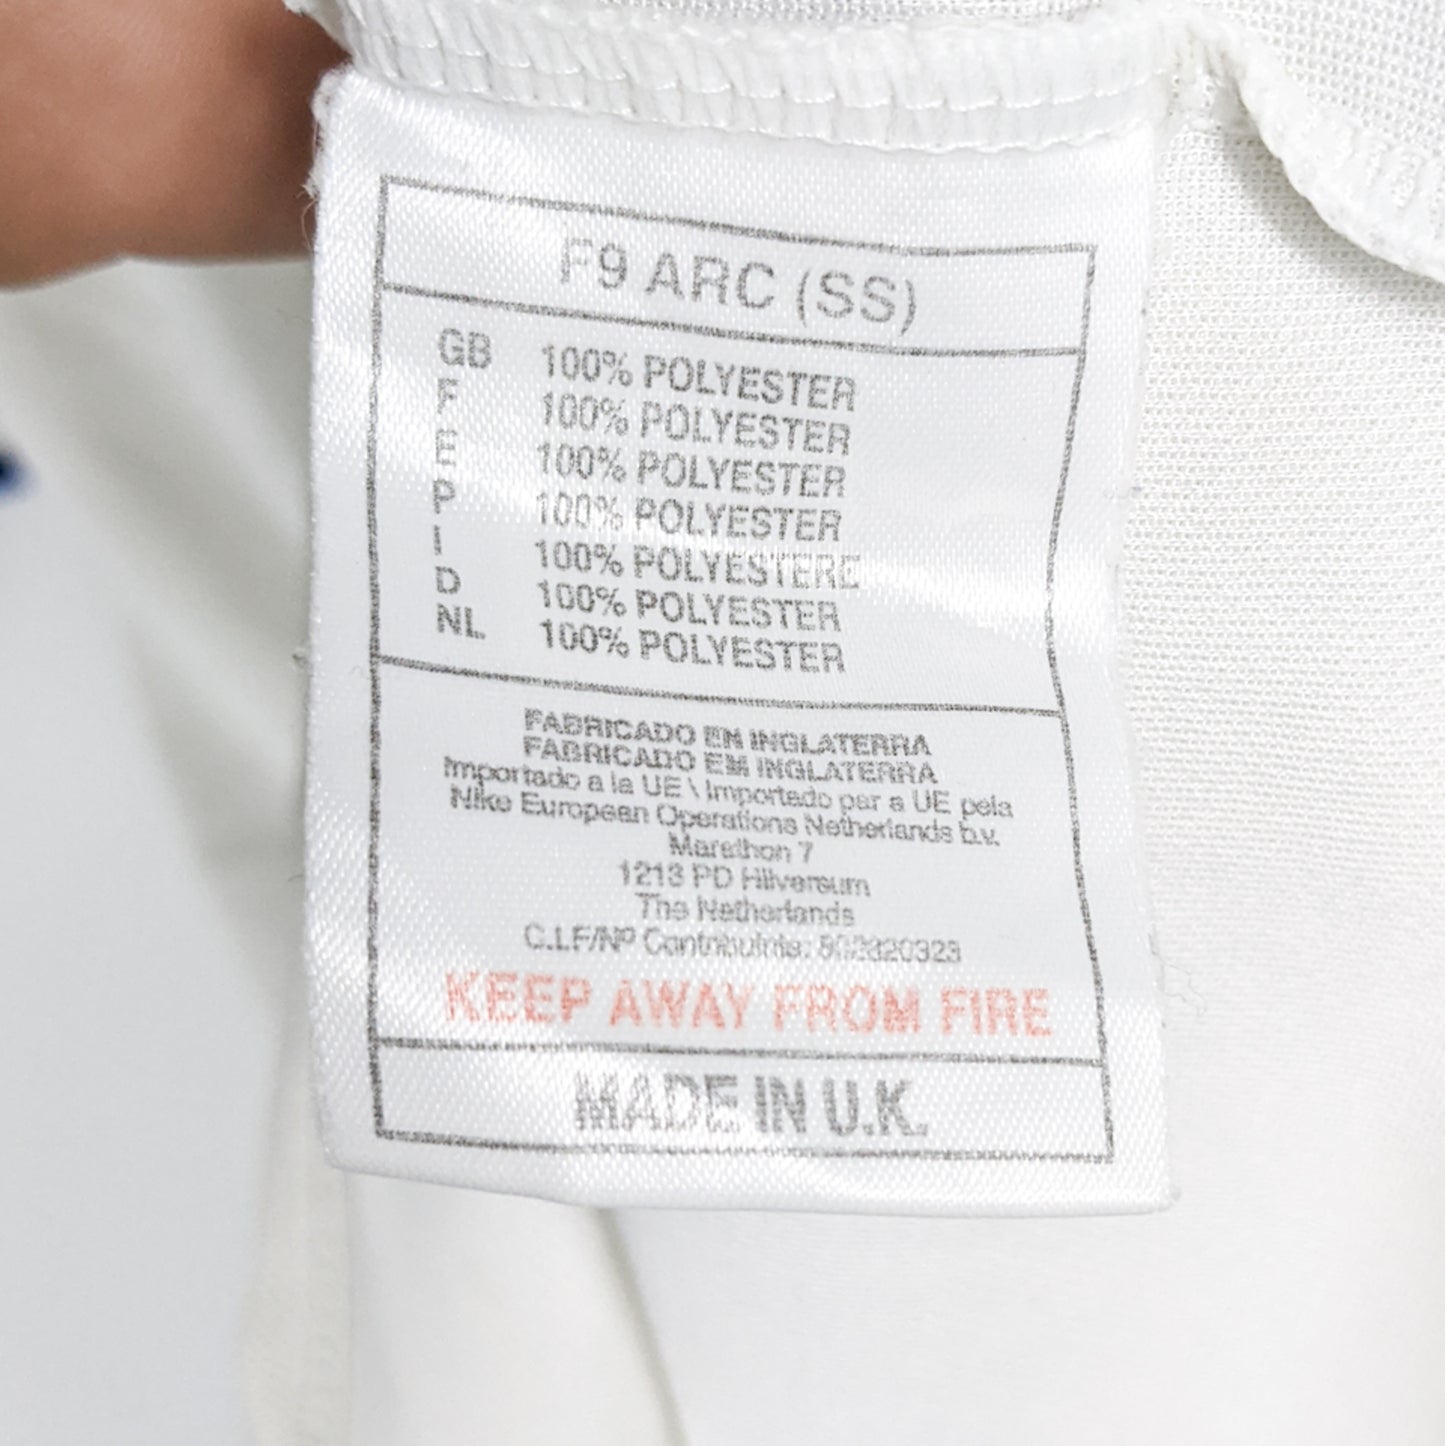 F9 ARC (SS)
GB 100% POLYESTER
F 100% POLYESTER
E 100% POLYESTER
P 100% POLYESTER
I 100% POLYESTERE
D 100% POLYESTER
NL 100% POLYESTER
FABRICADO EN INGLATERRA
FABRICADO EM INGLATERRA
Importado a la UE \ Importado par a UE pela
Nike European Operations Netherlands b.v.
Marathon 7
1213 PD Hilversum
The Netherlands
C.I.F/Nº Contribuinte:
KEEP AWAY FROM FIRE
MADE IN U.K.